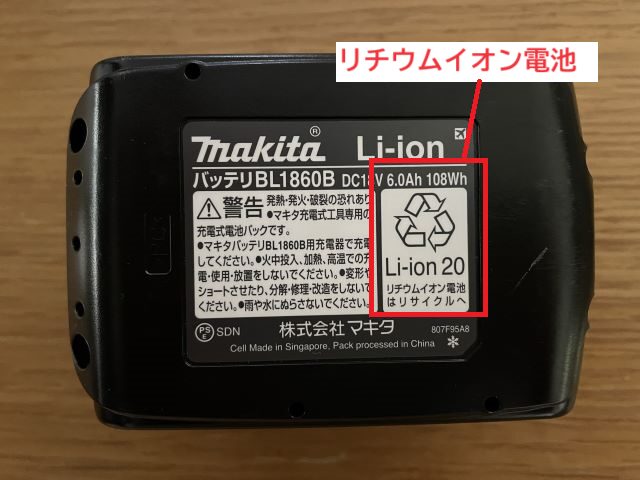 リチウムイオン電池
makita® Li-ion
バッテリBL1860B DC18V 6.0Ah 108Wh
警告 発熱・発火・破裂の恐れあり
●マキタ充電式工具専用の
充電式電池パックです。
●マキタバッテリBL1860B用充電器で充電
してください。●火中投入、加熱、高温での充
電・使用・放置をしないでください。●変形や
ショートさせたり、分解・修理・改造をしないで
ください。●雨や水にぬらさないでください。
Li-ion 20
リチウムイオン電池
はリサイクルへ
PSE SDN 株式会社マキタ 807F95A8
Cell Made in Singapore, Pack processed in China